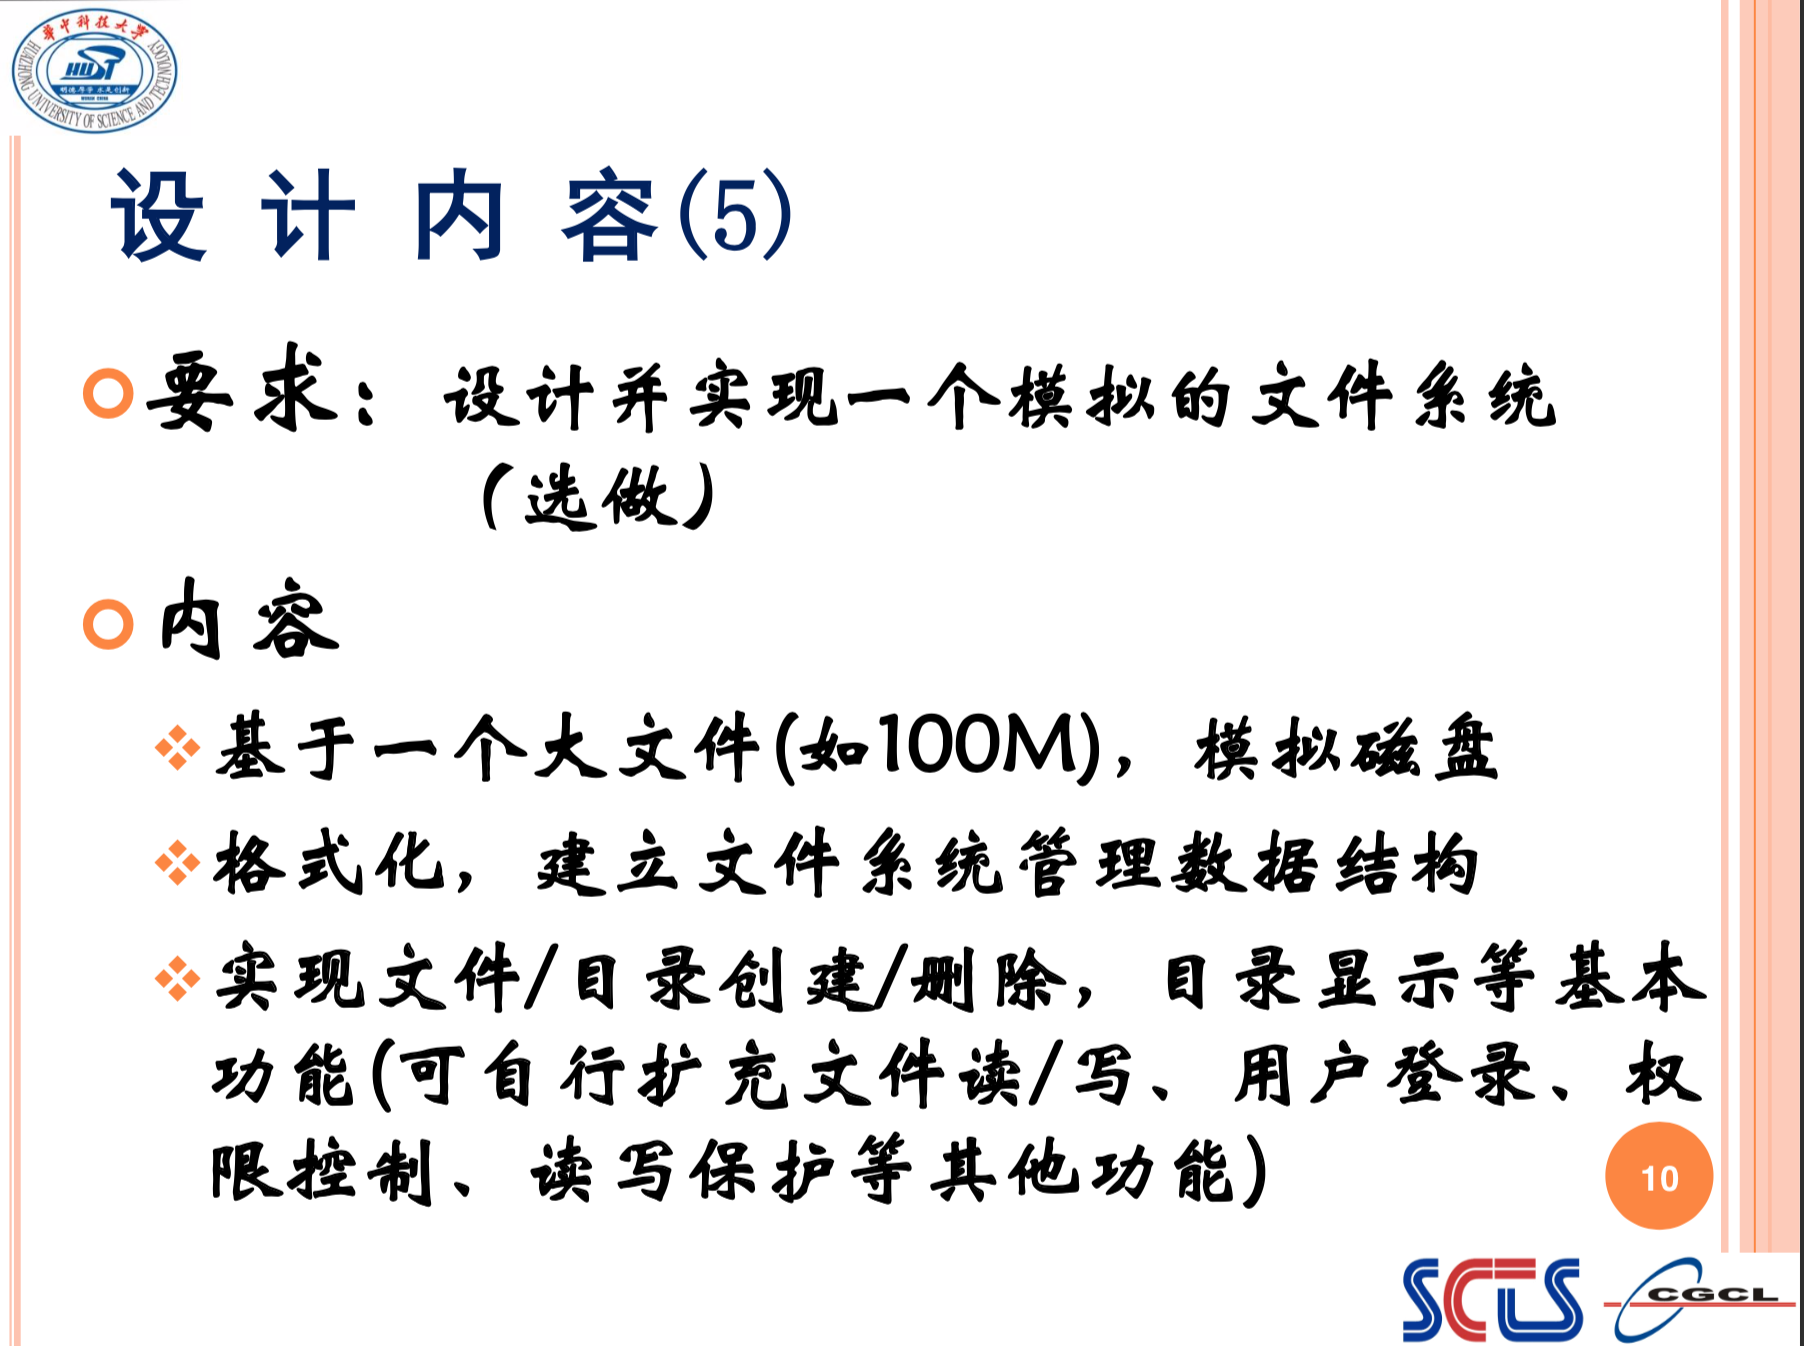 华中科技大学
HUST
HUAZHONG UNIVERSITY OF SCIENCE AND TECHNOLOGY
设计内容(5)
要求：设计并实现一个模拟的文件系统
(选做)
内容
基于一个大文件(如100M)，模拟磁盘
格式化，建立文件系统管理数据结构
实现文件/目录创建/删除，目录显示等基本
功能(可自行扩充文件读/写、用户登录、权
限控制、读写保护等其他功能)
10
SCTS
CGCL